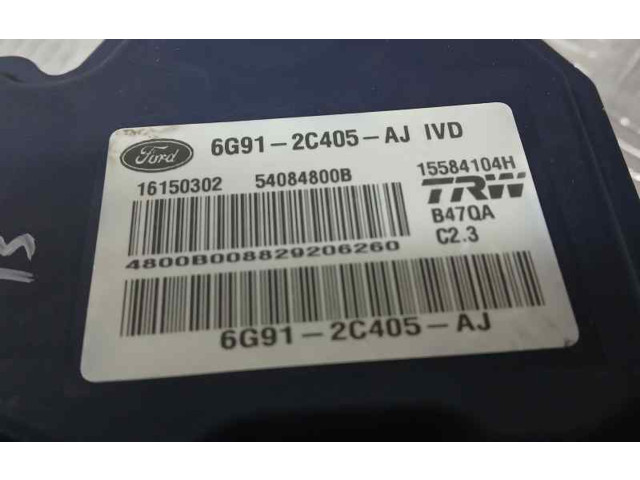 Ford 6G91-2C405-AJ IVD
16150302 54084800B 15584104H
TRW
B47QA
4800B008829206260 C2.3
6G91-2C405-AJ